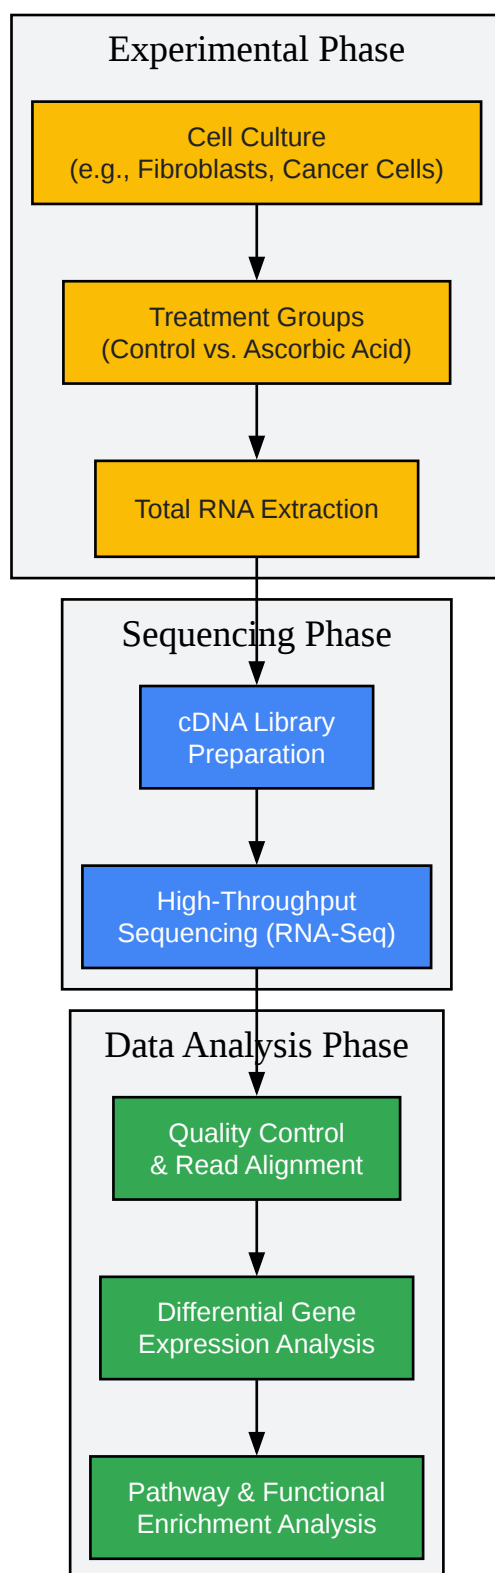 Experimental Phase
Cell Culture
(e.g., Fibroblasts, Cancer Cells)
Treatment Groups
(Control vs. Ascorbic Acid)
Total RNA Extraction
Sequencing Phase
cDNA Library
Preparation
High-Throughput
Sequencing (RNA-Seq)
Data Analysis Phase
Quality Control
& Read Alignment
Differential Gene
Expression Analysis
Pathway & Functional
Enrichment Analysis